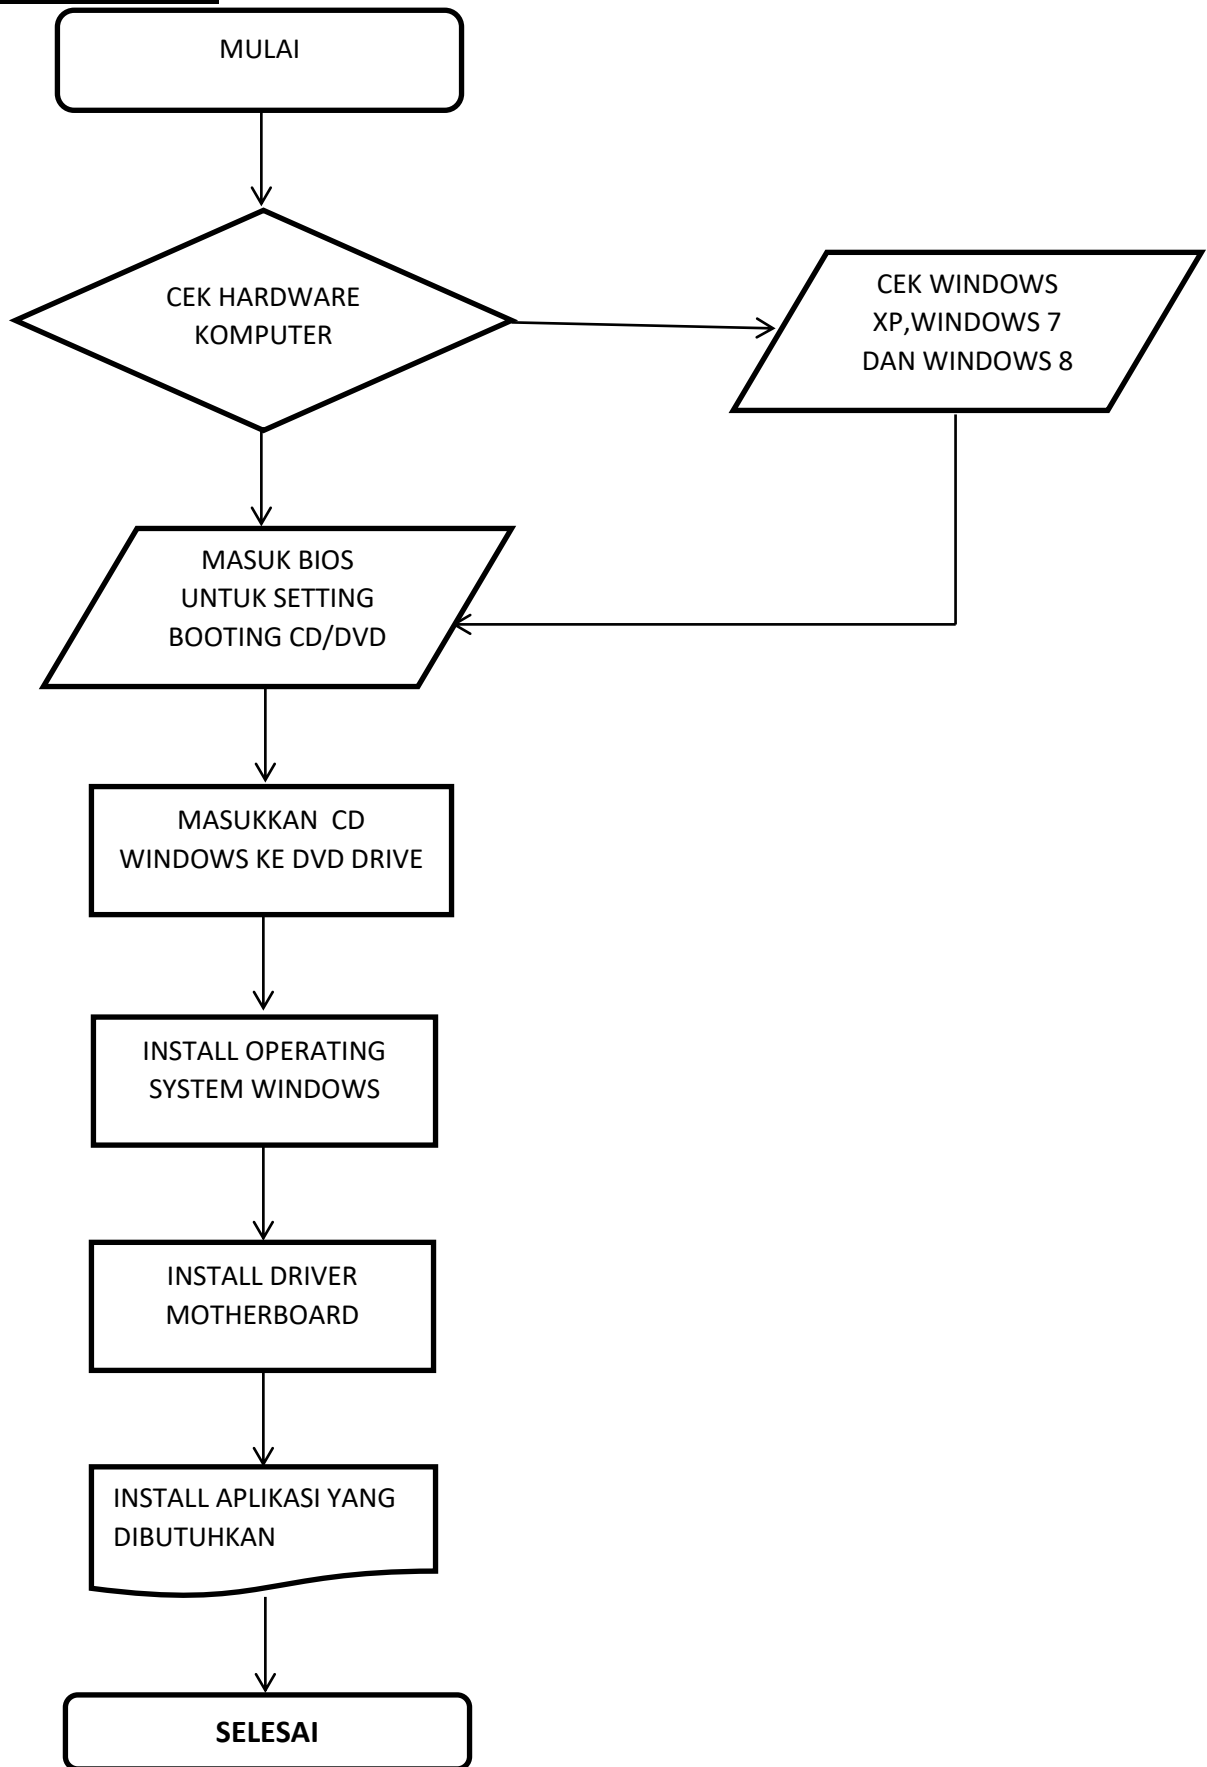 MULAI
CEK HARDWARE
KOMPUTER
CEK WINDOWS
XP,WINDOWS 7
DAN WINDOWS 8
MASUK BIOS
UNTUK SETTING
BOOTING CD/DVD
MASUKKAN  CD
WINDOWS KE DVD DRIVE
INSTALL OPERATING
SYSTEM WINDOWS
INSTALL DRIVER
MOTHERBOARD
INSTALL APLIKASI YANG
DIBUTUHKAN
SELESAI